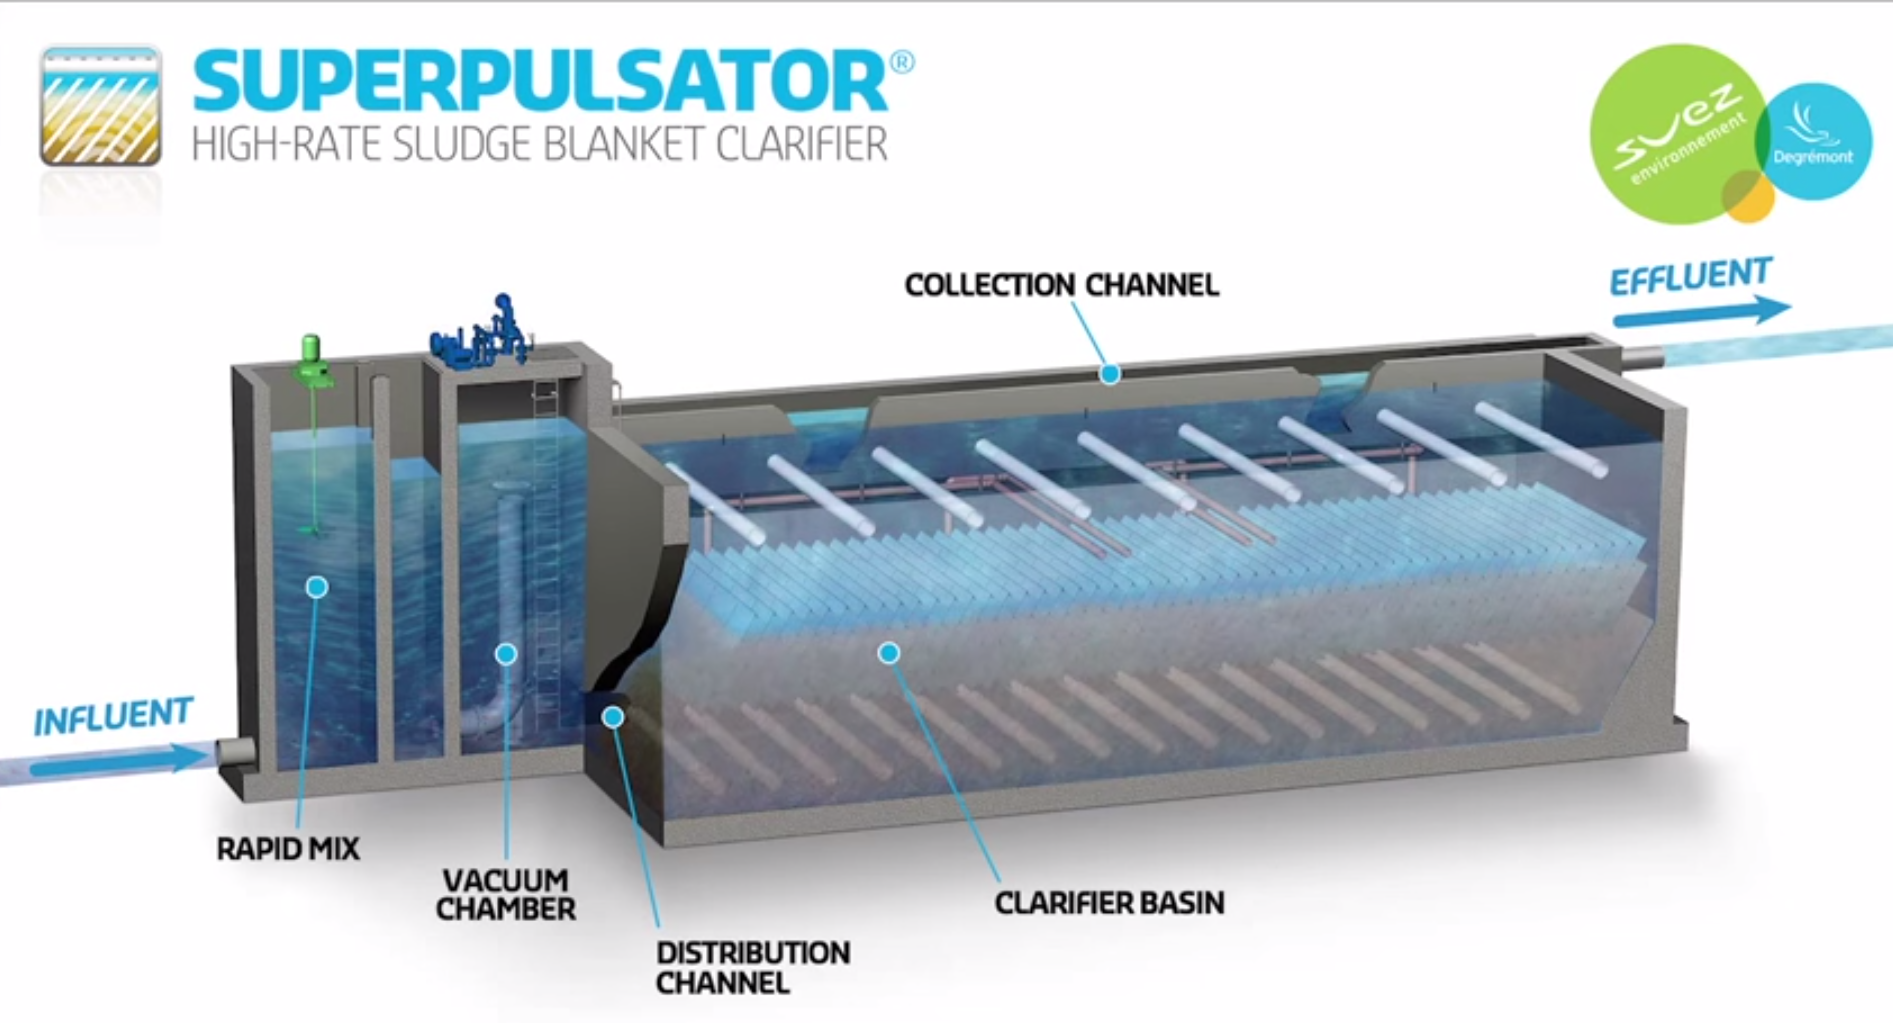 SUPERPULSATOR®
HIGH-RATE SLUDGE BLANKET CLARIFIER
suez
environnement
Degrémont
COLLECTION CHANNEL
EFFLUENT
INFLUENT
RAPID MIX
VACUUM
CHAMBER
DISTRIBUTION
CHANNEL
CLARIFIER BASIN